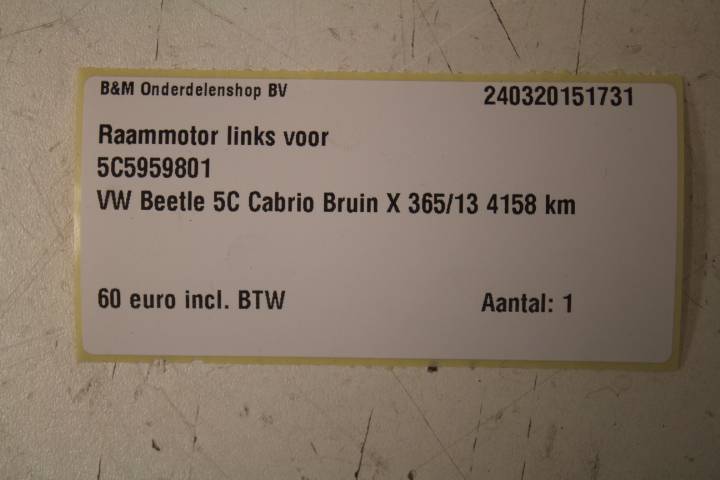 B&M Onderdelenshop BV 240320151731
Raammotor links voor
5C5959801
VW Beetle 5C Cabrio Bruin X 365/13 4158 km
60 euro incl. BTW Aantal: 1